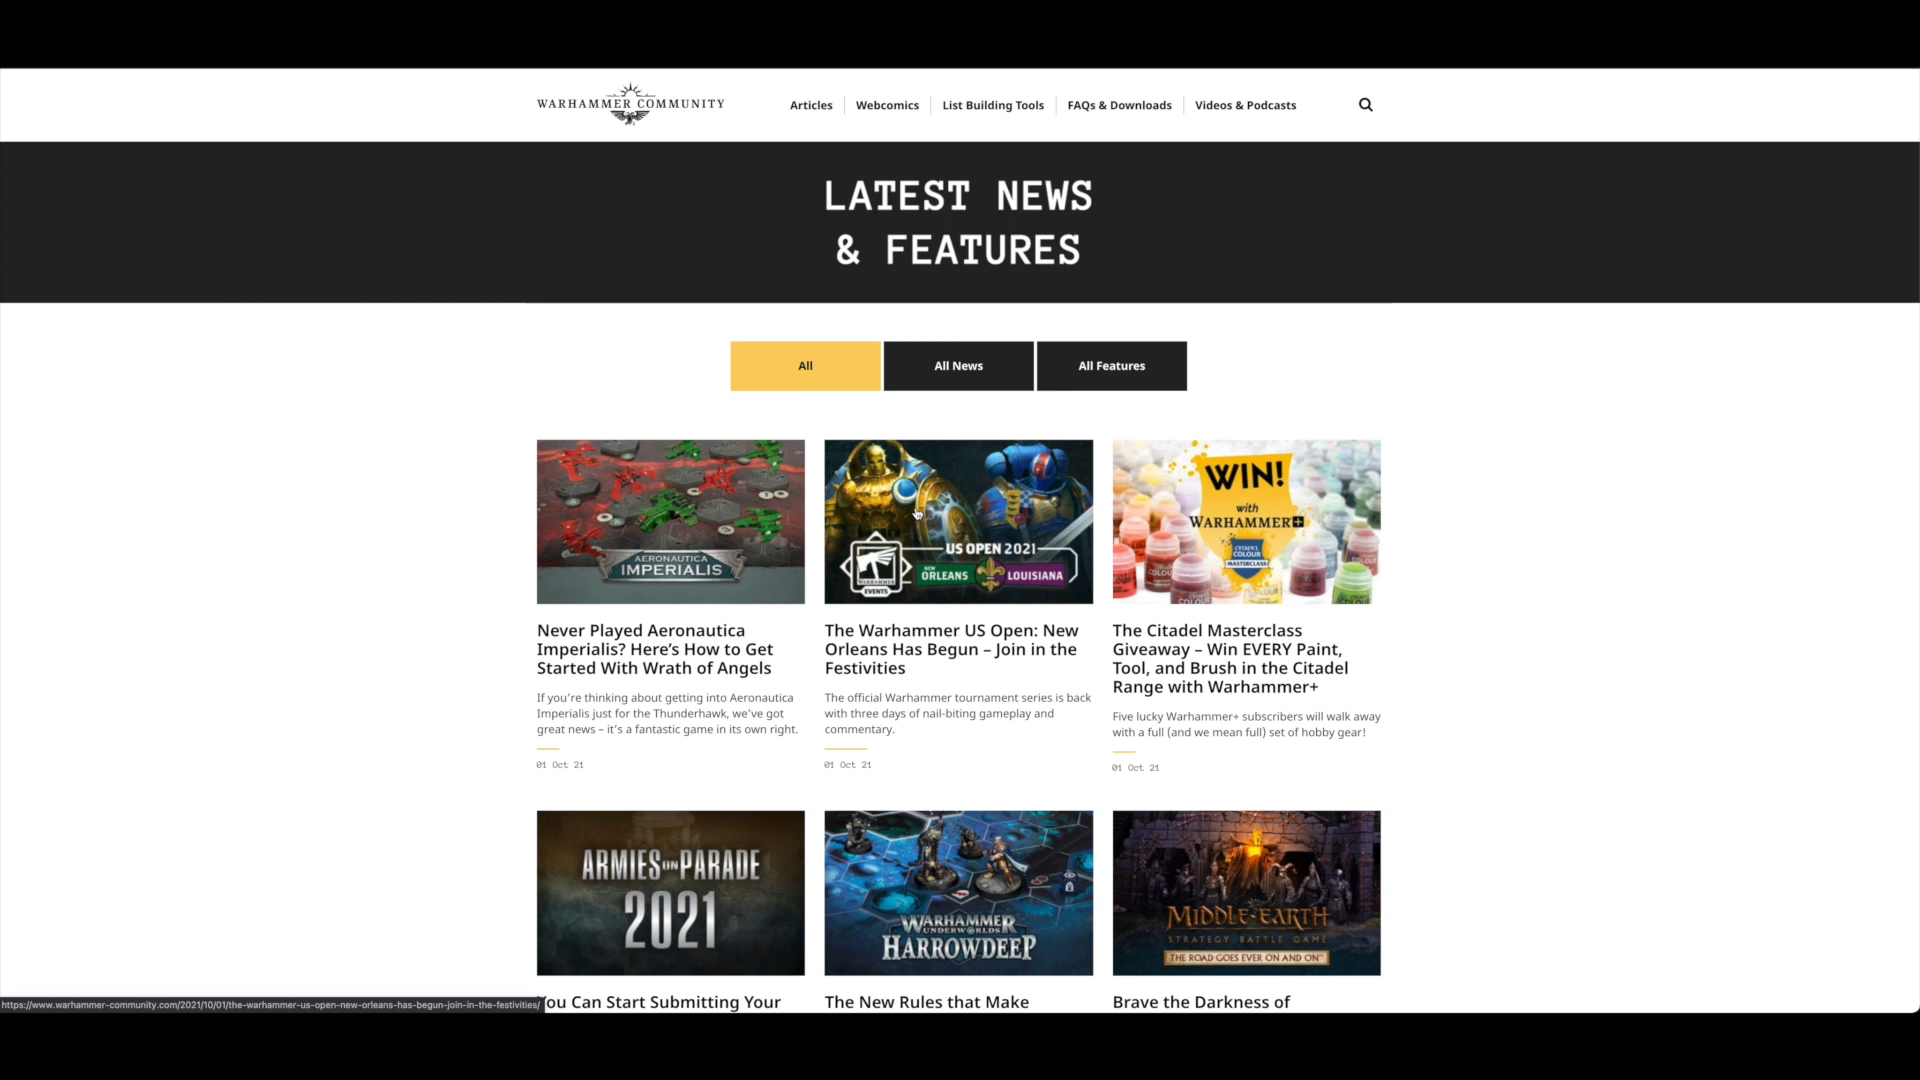 WARHAMMER COMMUNITY
Articles
Webcomics
List Building Tools
FAQs & Downloads
Videos & Podcasts
LATEST NEWS
& FEATURES
All
All News
All Features
AERONAUTICA
IMPERIALIS
US OPEN 2021
NEW
ORLEANS
LOUISIANA
WARHAMMER
EVENTS
WIN!
with
WARHAMMER+
CITADEL
COLOUR
MASTERCLASS
Never Played Aeronautica
Imperialis? Here’s How to Get
Started With Wrath of Angels
If you’re thinking about getting into Aeronautica
Imperialis just for the Thunderhawk, we’ve got
great news – it’s a fantastic game in its own right.
01 Oct 21
The Warhammer US Open: New
Orleans Has Begun – Join in the
Festivities
The official Warhammer tournament series is back
with three days of nail-biting gameplay and
commentary.
01 Oct 21
The Citadel Masterclass
Giveaway – Win EVERY Paint,
Tool, and Brush in the Citadel
Range with Warhammer+
Five lucky Warhammer+ subscribers will walk away
with a full (and we mean full) set of hobby gear!
01 Oct 21
ARMIES ON PARADE
2021
WARHAMMER
UNDERWORLDS
HARROWDEEP
MIDDLE-EARTH
STRATEGY BATTLE GAME
THE ROAD GOES EVER ON AND ON™
You Can Start Submitting Your
The New Rules that Make
Brave the Darkness of
https://www.warhammer-community.com/2021/10/01/the-warhammer-us-open-new-orleans-has-begun-join-in-the-festivities/